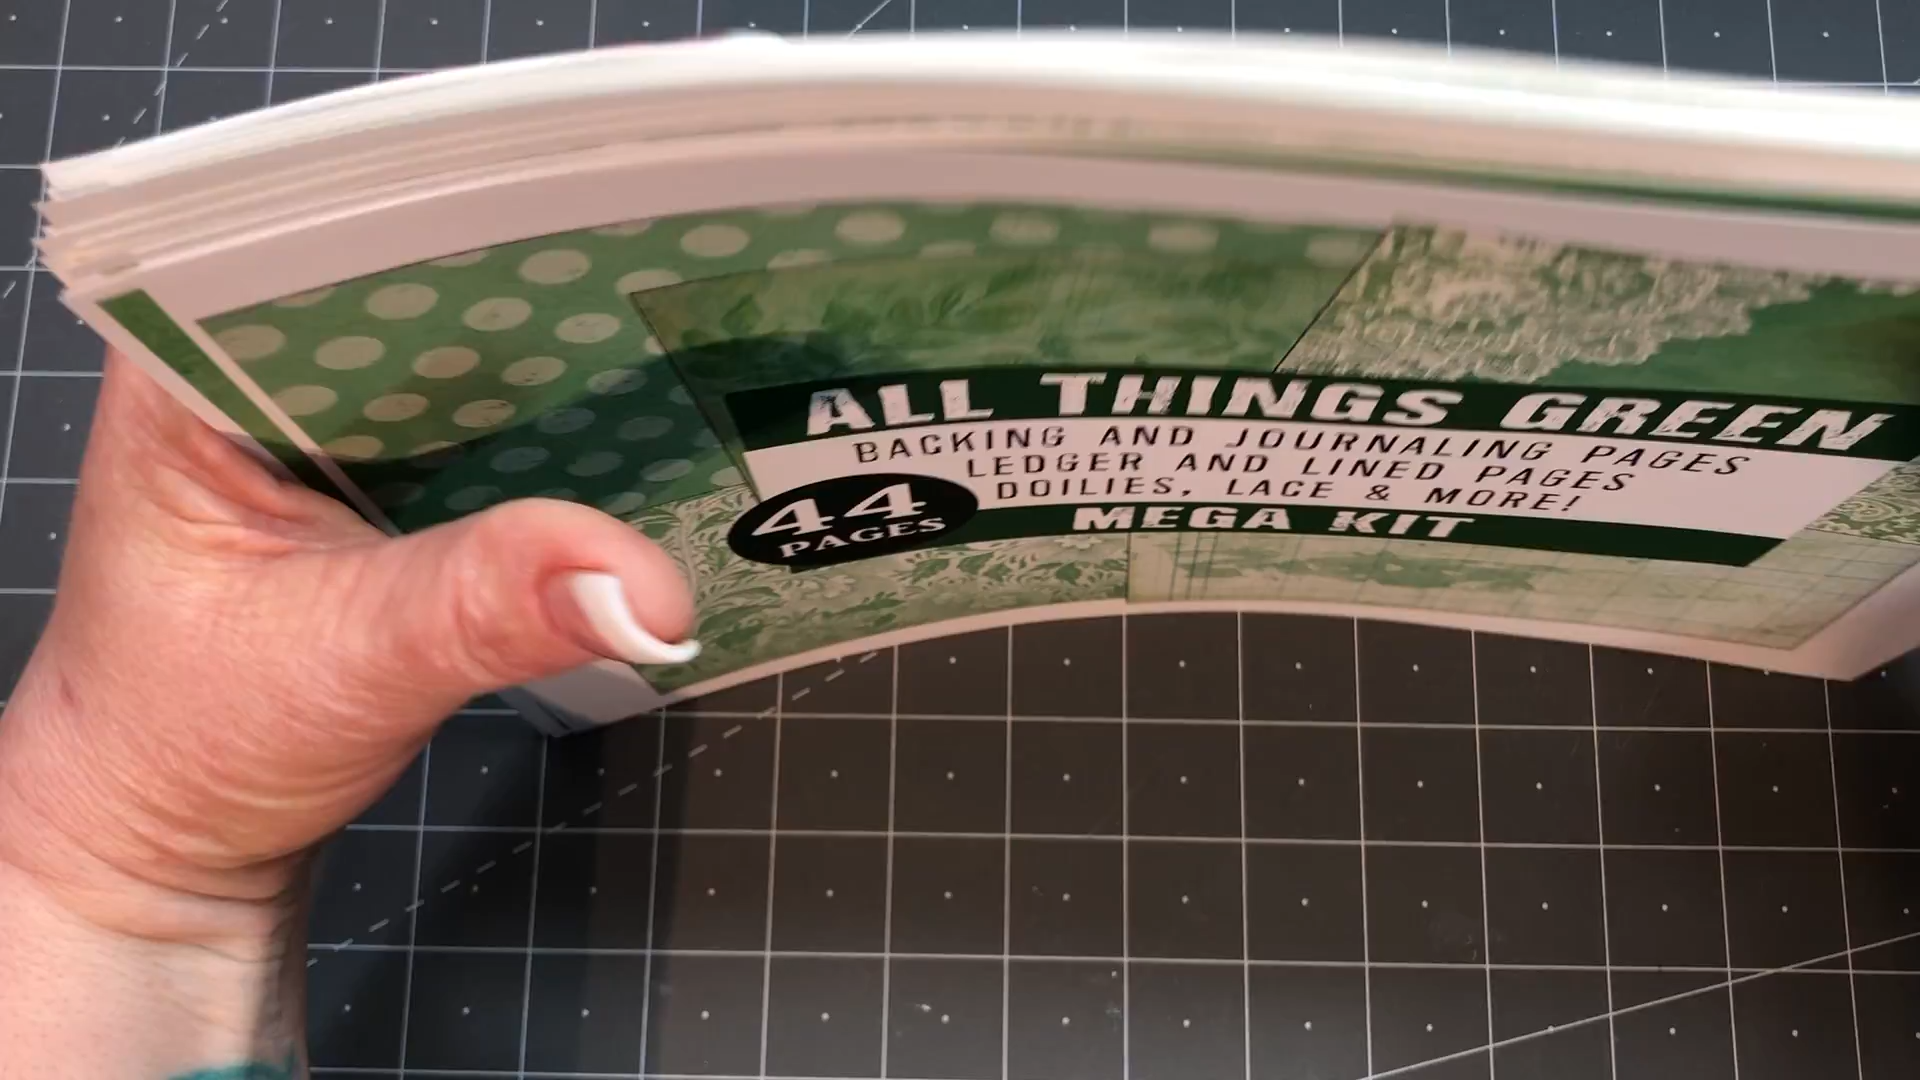 ALL THINGS GREEN
BACKING AND JOURNALING PAGES
LEDGER AND LINED PAGES
DOILIES, LACE & MORE!
MEGA KIT
44
PAGES